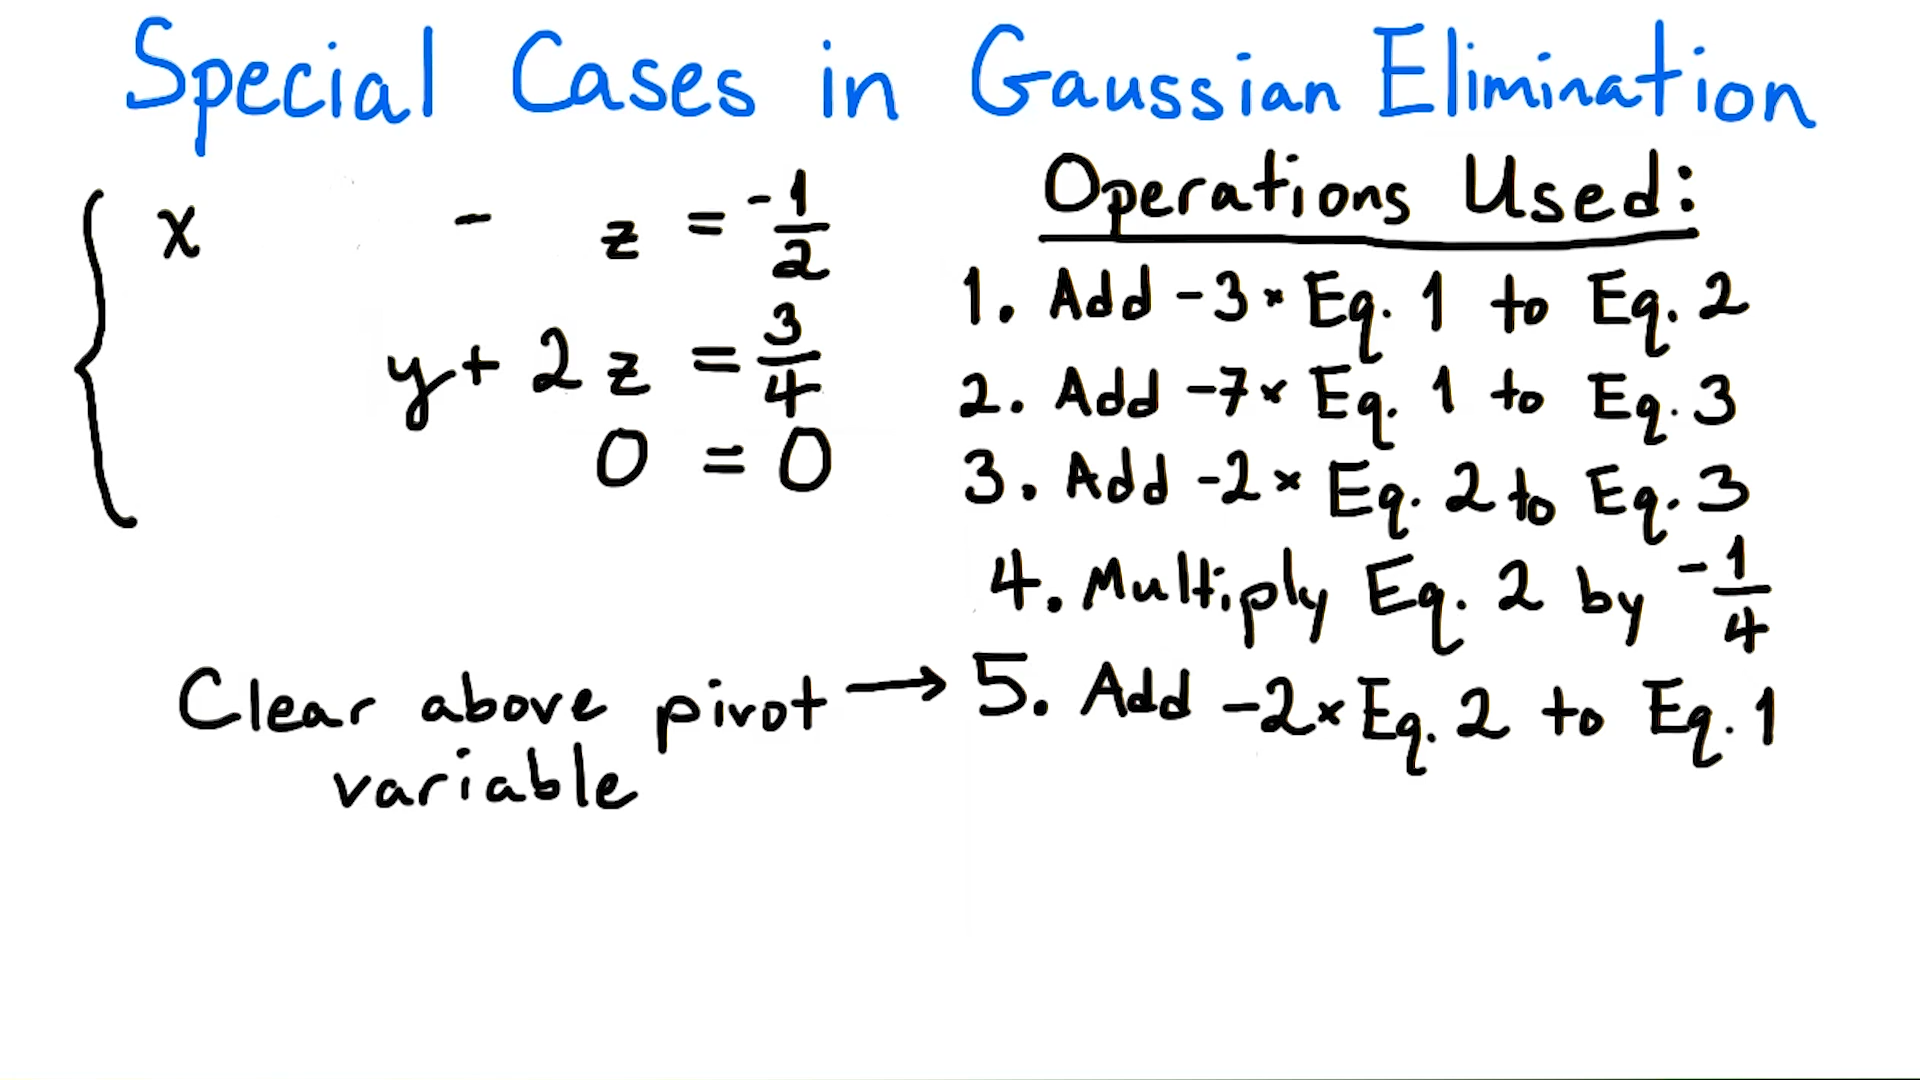 Special Cases in Gaussian Elimination
x - z = -1/2
y + 2z = 3/4
0 = 0
Operations Used:
1. Add -3 × Eq. 1 to Eq. 2
2. Add -7 × Eq. 1 to Eq. 3
3. Add -2 × Eq. 2 to Eq. 3
4. Multiply Eq. 2 by -1/4
Clear above pivot → 5. Add -2 × Eq. 2 to Eq. 1
variable